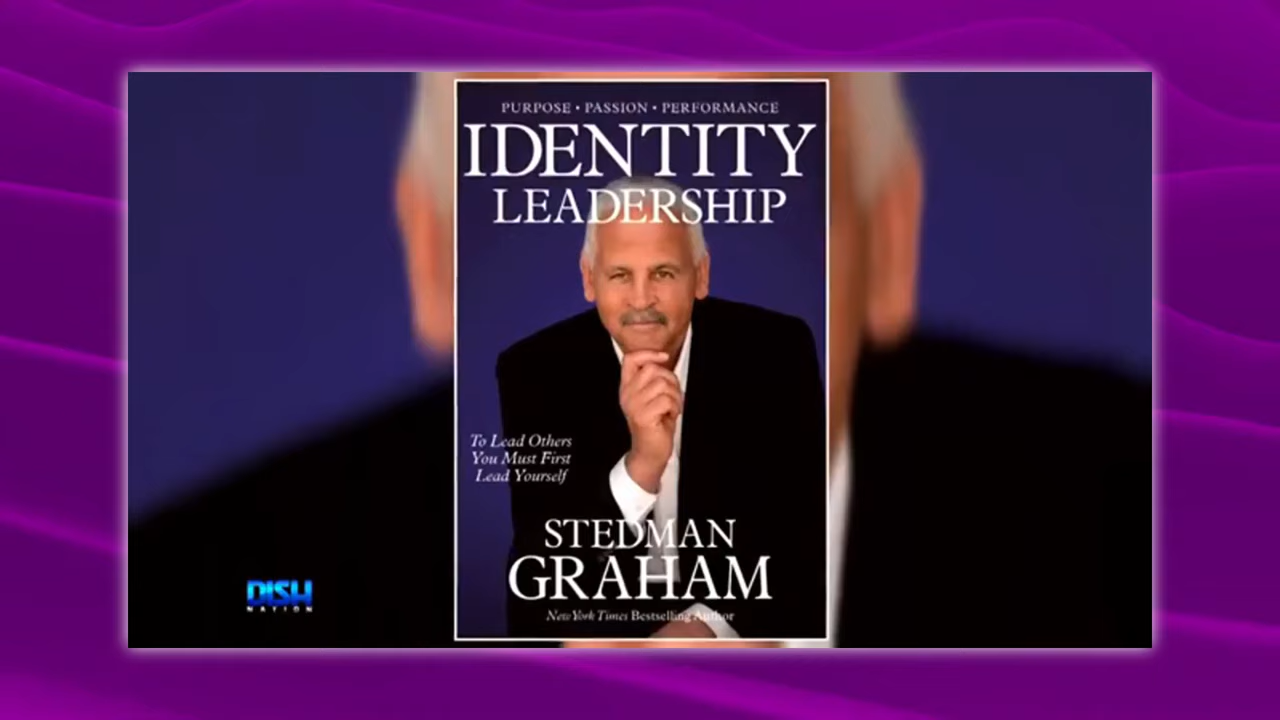 PURPOSE • PASSION • PERFORMANCE
IDENTITY
LEADERSHIP
To Lead Others
You Must First
Lead Yourself
STEDMAN
GRAHAM
New York Times Bestselling Author
DISH
NATION